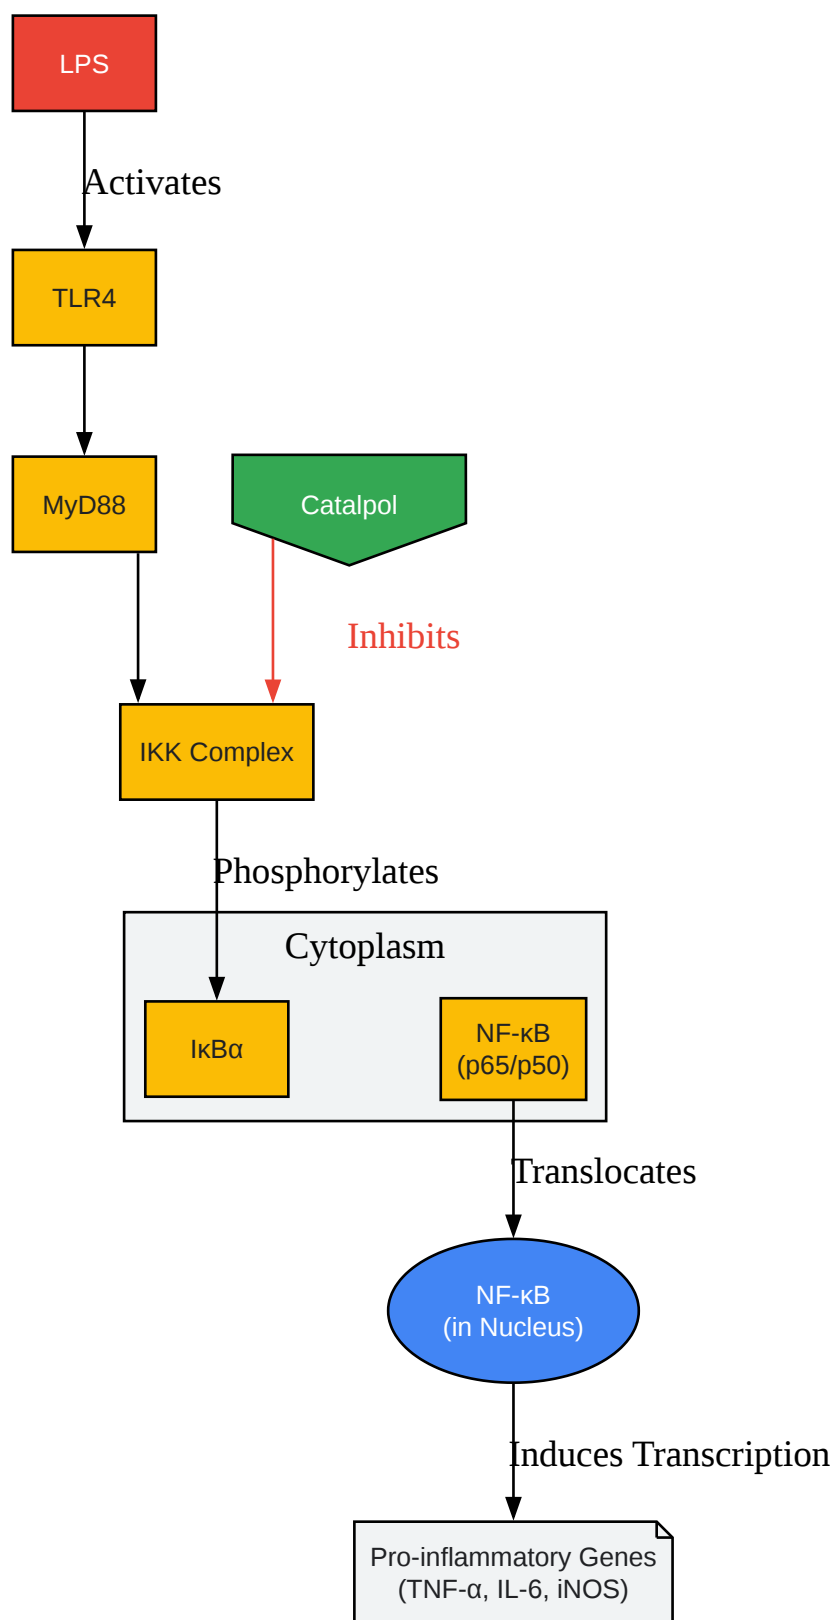 LPS
Activates
TLR4
MyD88
Catalpol
Inhibits
IKK Complex
Phosphorylates
Cytoplasm
IκBα
NF-κB
(p65/p50)
Translocates
NF-κB
(in Nucleus)
Induces Transcription
Pro-inflammatory Genes
(TNF-α, IL-6, iNOS)